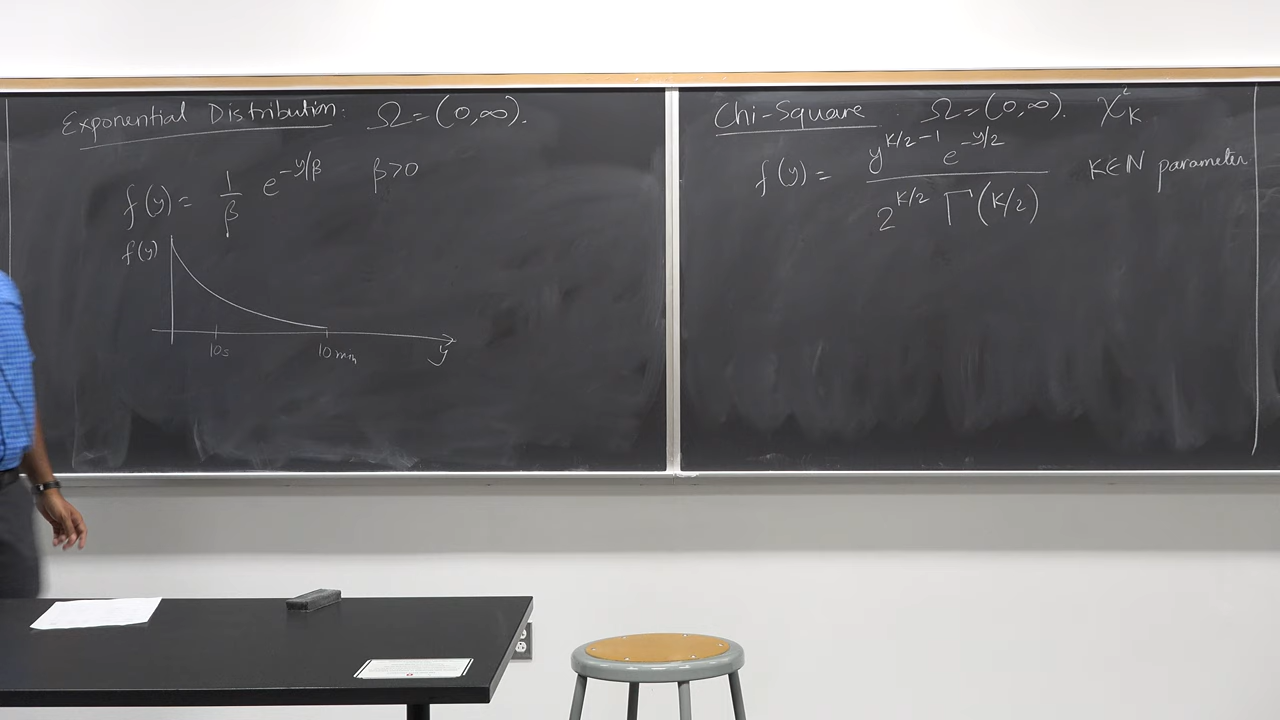 Exponential Distribution: Ω = (0,∞).
f(y) = 1/β e^{-y/β} β>0
f(y)
10s 10 min y
Chi-Square : Ω = (0,∞). χ²_K
f(y) = y^{K/2-1} e^{-y/2} / 2^{K/2} Γ(K/2) K∈N parameter